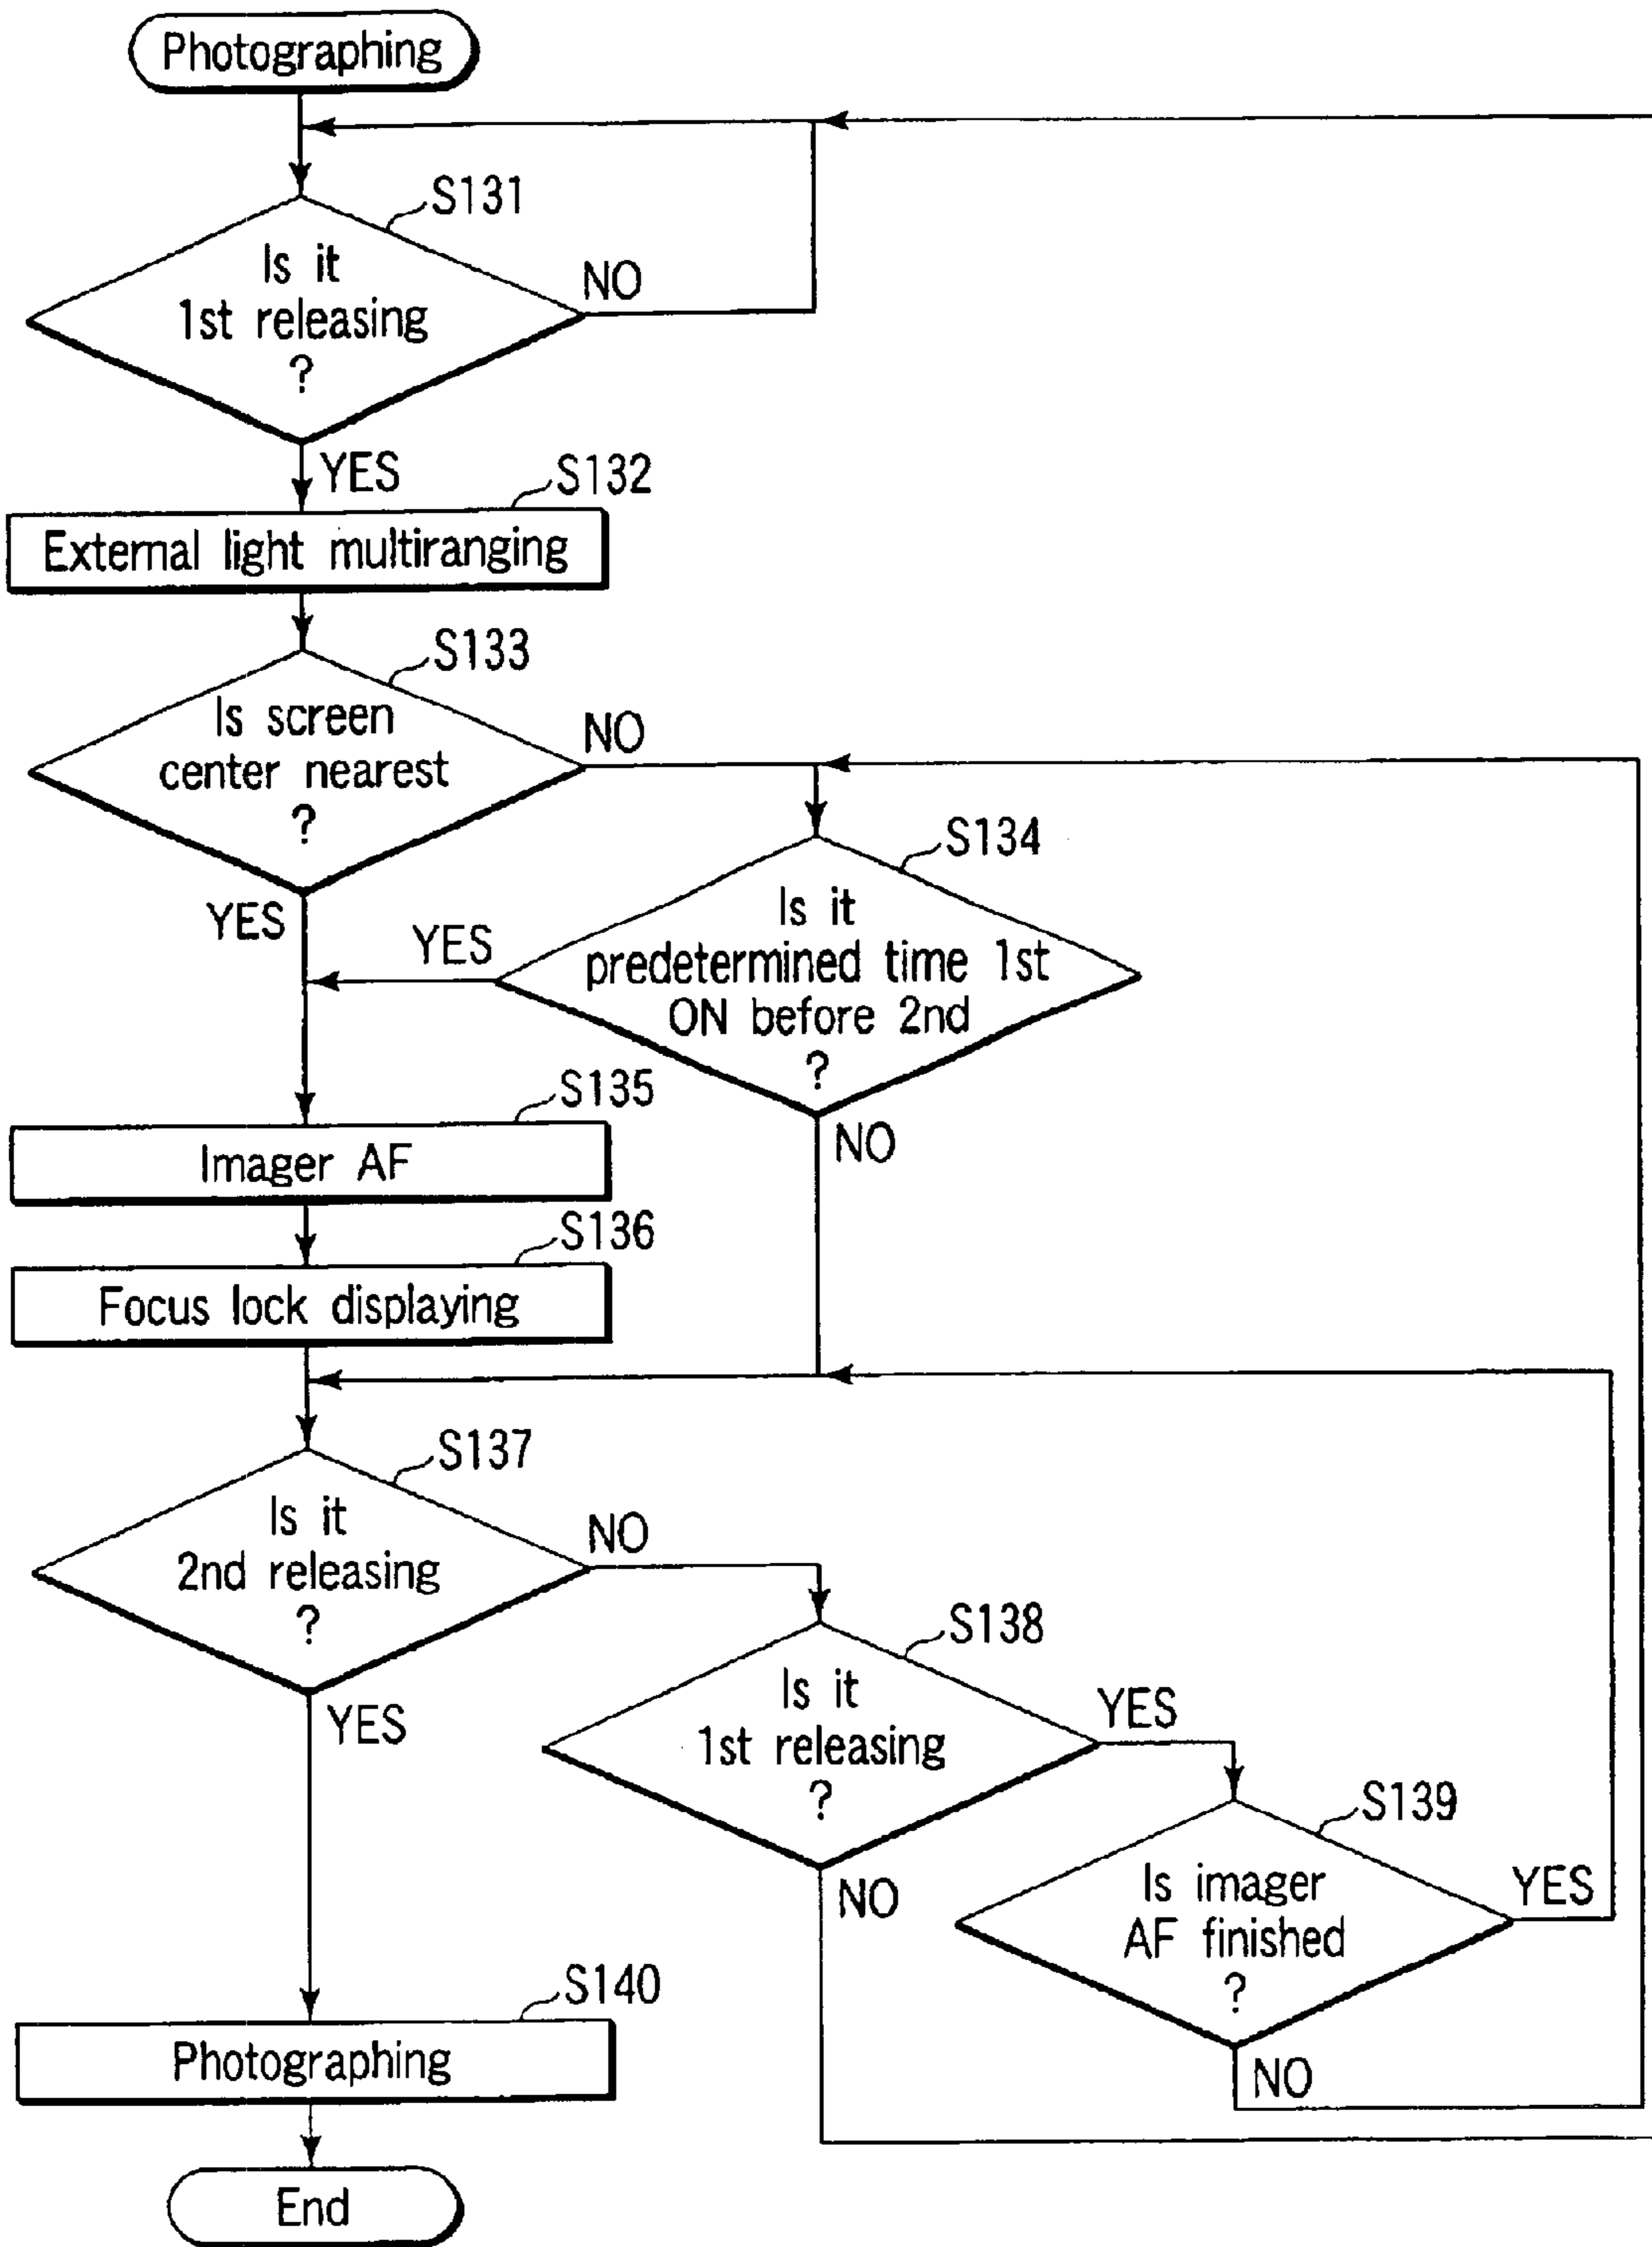 Photographing
S131
Is it
1st releasing
?
NO
YES
S132
External light multiranging
S133
Is screen
center nearest
?
NO
YES
S134
Is it
predetermined time 1st
ON before 2nd
?
YES
NO
S135
Imager AF
S136
Focus lock displaying
S137
Is it
2nd releasing
?
NO
YES
S138
Is it
1st releasing
?
YES
NO
S139
Is imager
AF finished
?
YES
NO
S140
Photographing
End